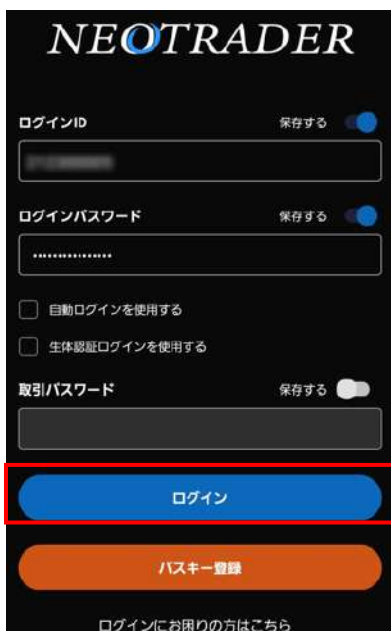 NEOTRADER
ログインID 保存する
ログインパスワード 保存する
••••••••••••••••
自動ログインを使用する
生体認証ログインを使用する
取引パスワード 保存する
ログイン
パスキー登録
ログインにお困りの方はこちら